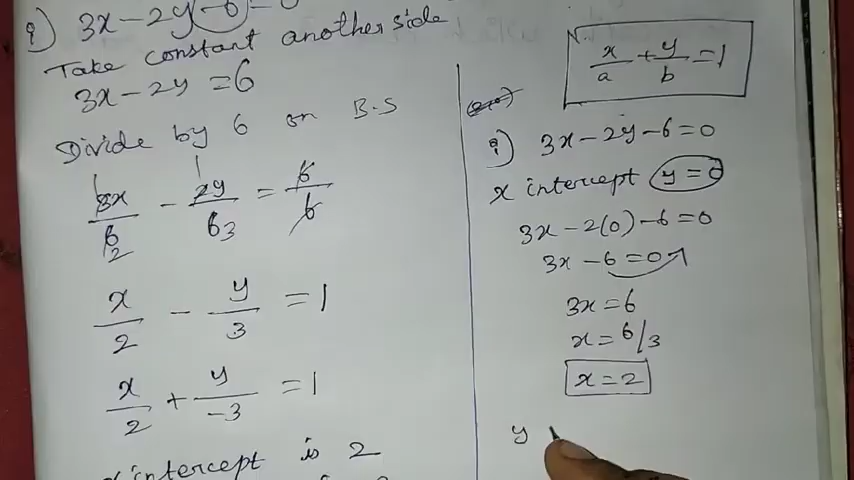 i) 3x - 2y - 6 = 0
Take constant another side
3x - 2y = 6
Divide by 6 on B.S
3x/6 2 - 2y/6 3 = 6/6
x/2 - y/3 = 1
x/2 + y/-3 = 1
x intercept is 2
x/a + y/b = 1
i) 3x - 2y - 6 = 0
x intercept y = 0
3x - 2(0) - 6 = 0
3x - 6 = 0
3x = 6
x = 6/3
x = 2
y